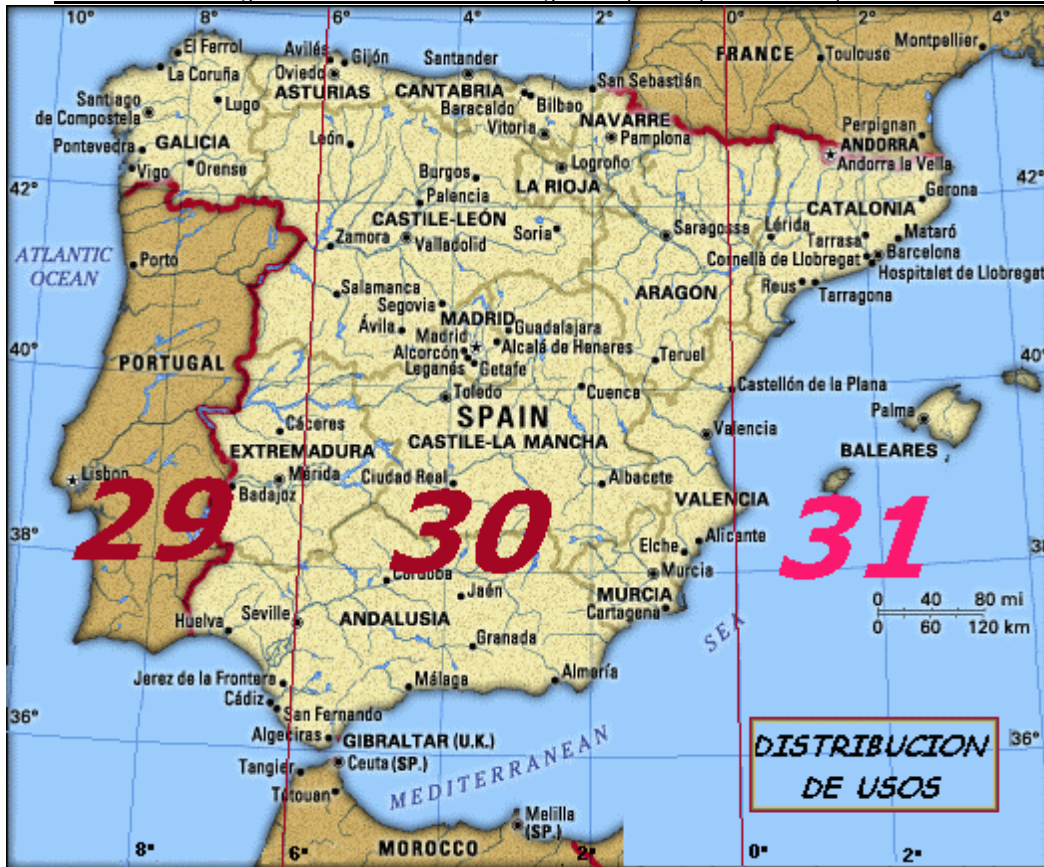 10° 8° 6° 4° 2° 0° 2° 4°
FRANCE
Toulouse
Montpellier
El Ferrol
La Coruña
Avilés
Gijón
Oviedo
ASTURIAS
Santander
CANTABRIA
Baracaldo
Bilbao
San Sebastián
Vitoria
NAVARRE
Pamplona
Santiago
de Compostela
Lugo
GALICIA
Pontevedra
Vigo
Orense
León
Perpignan
ANDORRA
Andorra la Vella
Logroño
LA RIOJA
Burgos
Palencia
42°
42°
Gerona
CATALONIA
CASTILE-LEÓN
Zamora
Valladolid
Soria
Saragossa
Lérida
Mataró
Tarrasa
Barcelona
Cornellá de Llobregat
Hospitalet de Llobregat
ATLANTIC
OCEAN
Porto
Salamanca
Segovia
ARAGON
Reus
Tarragona
Ávila
MADRID
Guadalajara
Madrid
Alcorcón
Alcalá de Henares
Leganés
Getafe
Teruel
40°
40°
PORTUGAL
Toledo
Cuenca
Castellón de la Plana
SPAIN
CASTILE-LA MANCHA
Palma
BALEARES
Cáceres
EXTREMADURA
Valencia
Lisbon
Mérida
Badajoz
Ciudad Real
Albacete
VALENCIA
29
30
31
38°
38°
Alicante
Elche
Murcia
MURCIA
Cartagena
Córdoba
Jaén
0 40 80 mi
0 60 120 km
Huelva
Seville
ANDALUSIA
Granada
SEA
Jerez de la Frontera
Málaga
Almería
Cádiz
San Fernando
36°
36°
Algeciras
GIBRALTAR (U.K.)
Tangier
Ceuta (SP.)
MEDITERRANEAN
Tétouan
Melilla
(SP.)
DISTRIBUCION
DE USOS
MOROCCO
8° 6° 2° 0° 2°